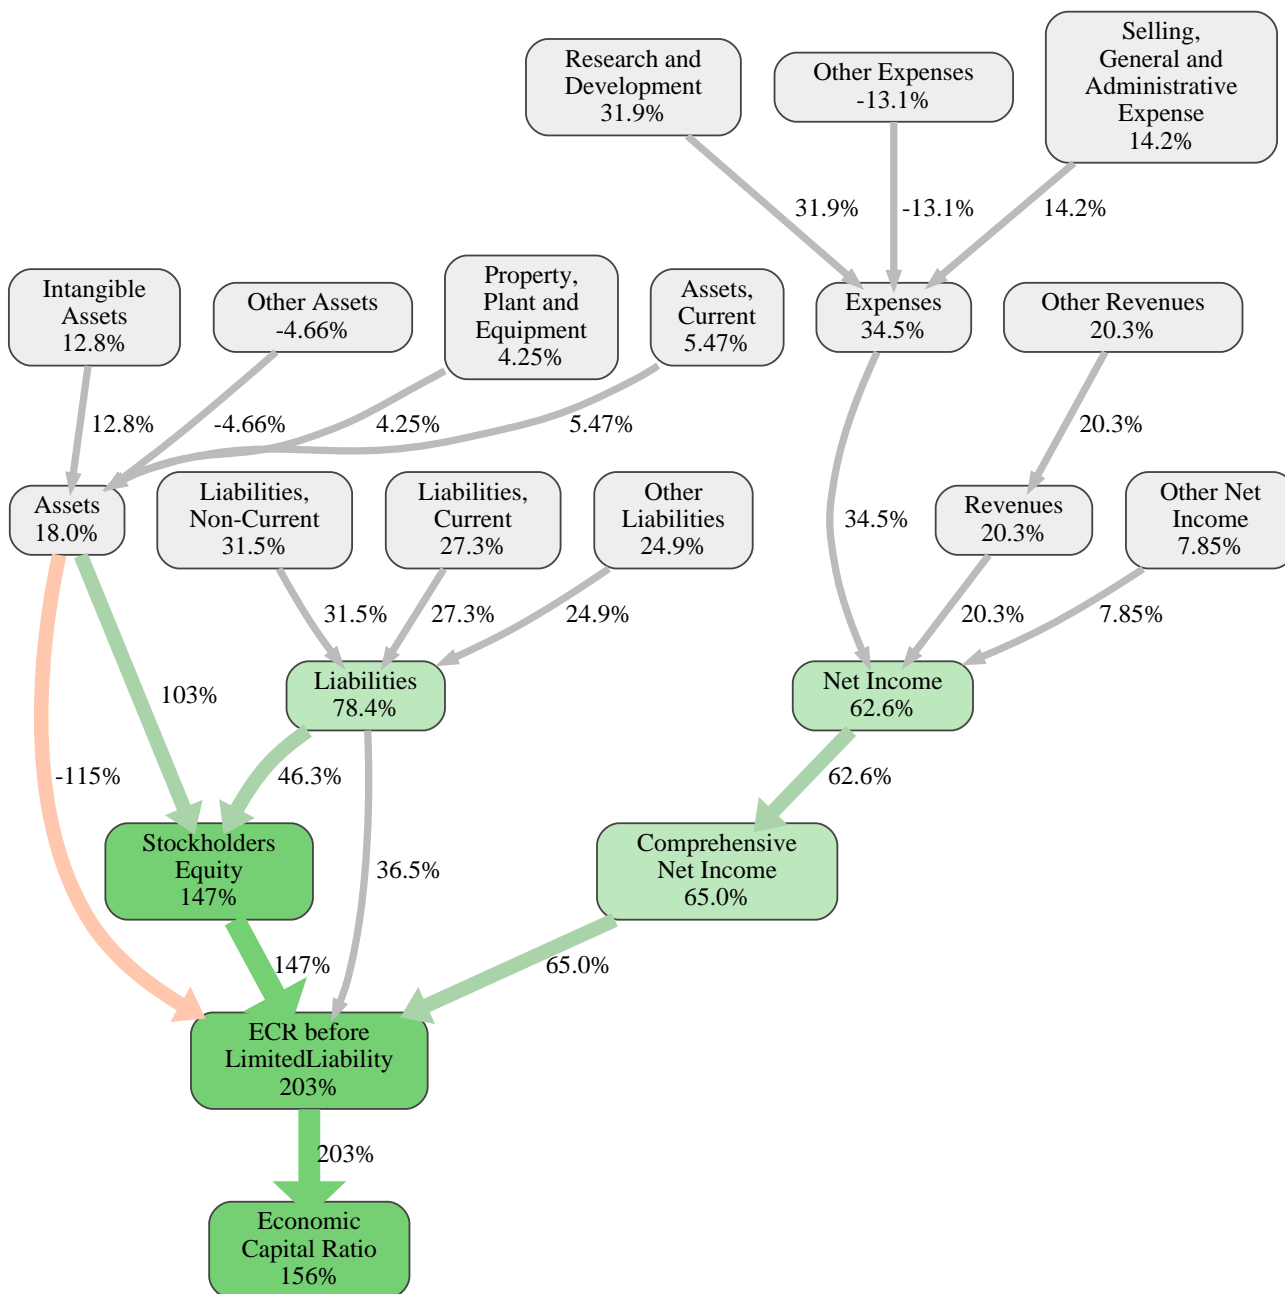 Research and
Development
31.9%
Other Expenses
-13.1%
Selling,
General and
Administrative
Expense
14.2%
31.9%
-13.1%
14.2%
Intangible
Assets
12.8%
Other Assets
-4.66%
Property,
Plant and
Equipment
4.25%
Assets,
Current
5.47%
Expenses
34.5%
Other Revenues
20.3%
12.8%
-4.66%
4.25%
5.47%
20.3%
Assets
18.0%
Liabilities,
Non-Current
31.5%
Liabilities,
Current
27.3%
Other
Liabilities
24.9%
34.5%
Revenues
20.3%
Other Net
Income
7.85%
31.5%
27.3%
24.9%
20.3%
7.85%
103%
Liabilities
78.4%
Net Income
62.6%
-115%
46.3%
62.6%
Stockholders
Equity
147%
36.5%
Comprehensive
Net Income
65.0%
147%
65.0%
ECR before
LimitedLiability
203%
203%
Economic
Capital Ratio
156%